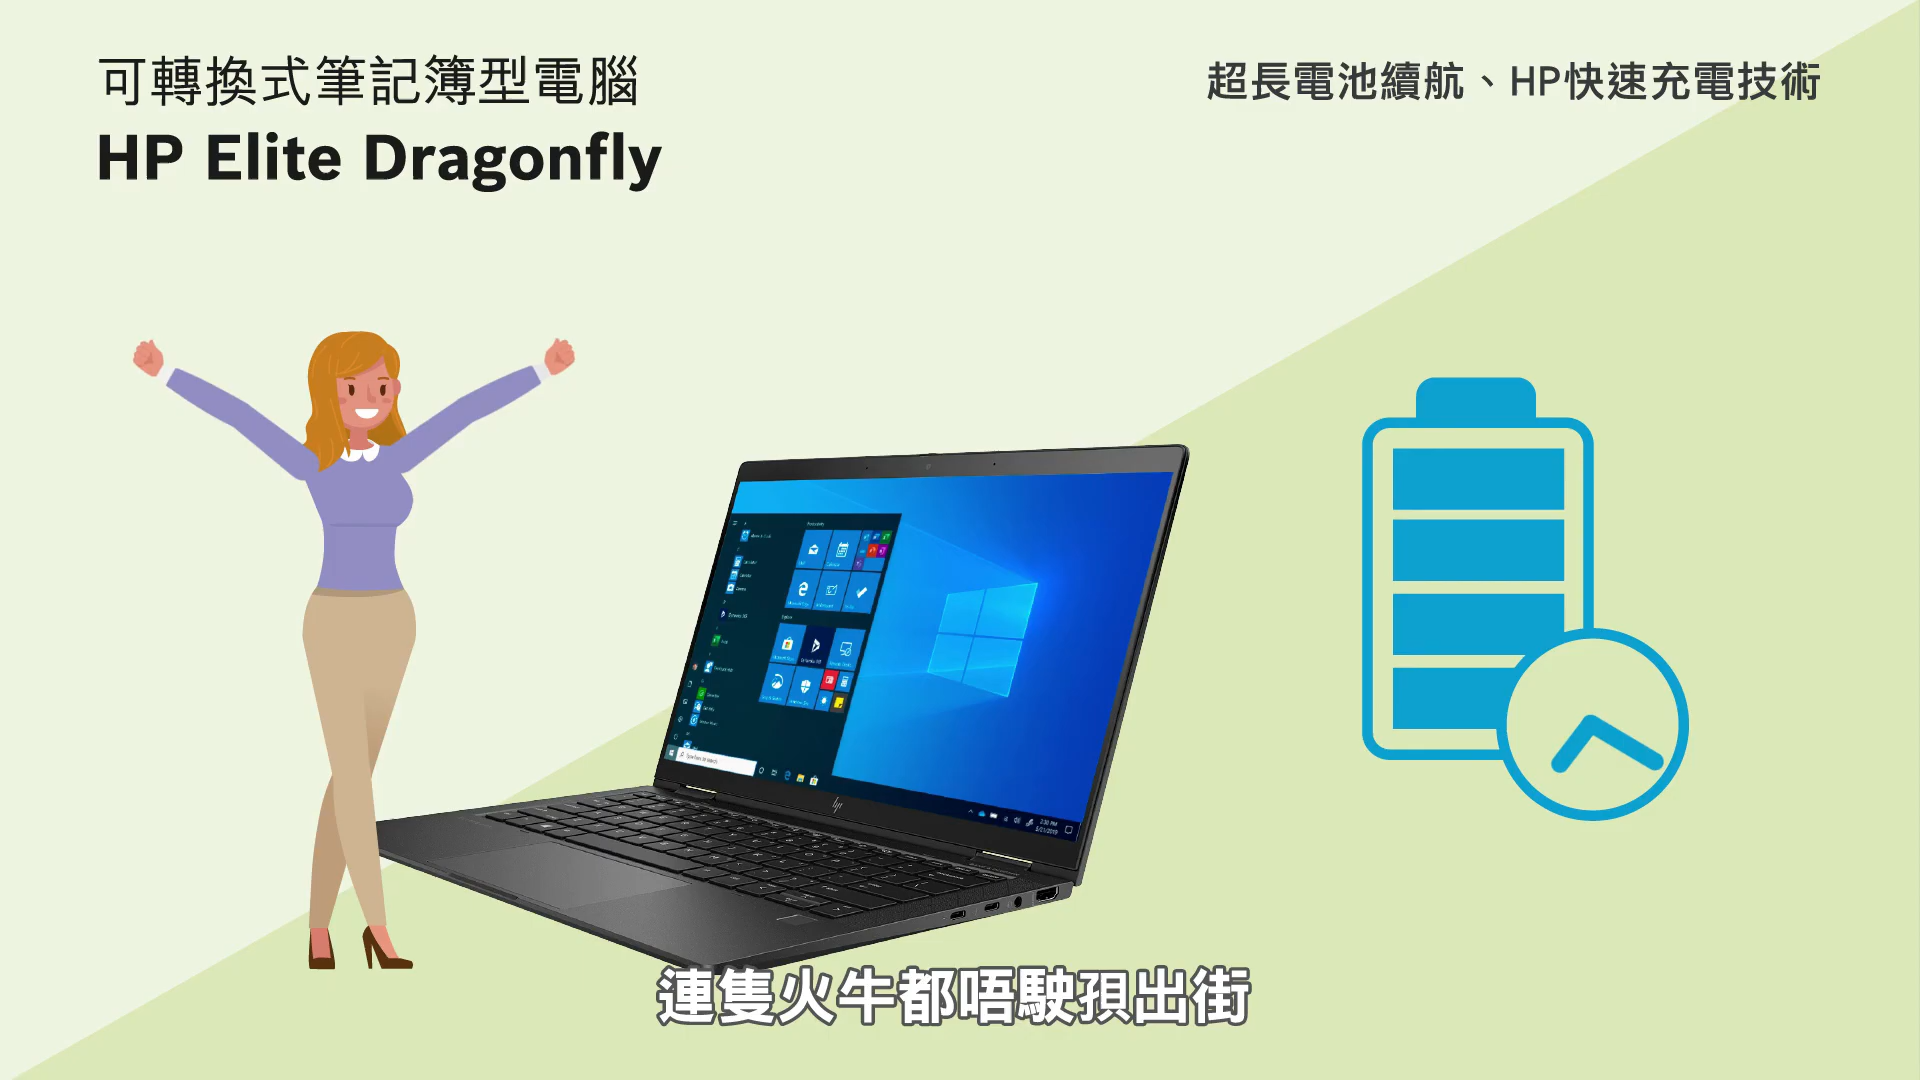 可轉換式筆記簿型電腦
HP Elite Dragonfly
超長電池續航、HP快速充電技術
連隻火牛都唔駛孭出街